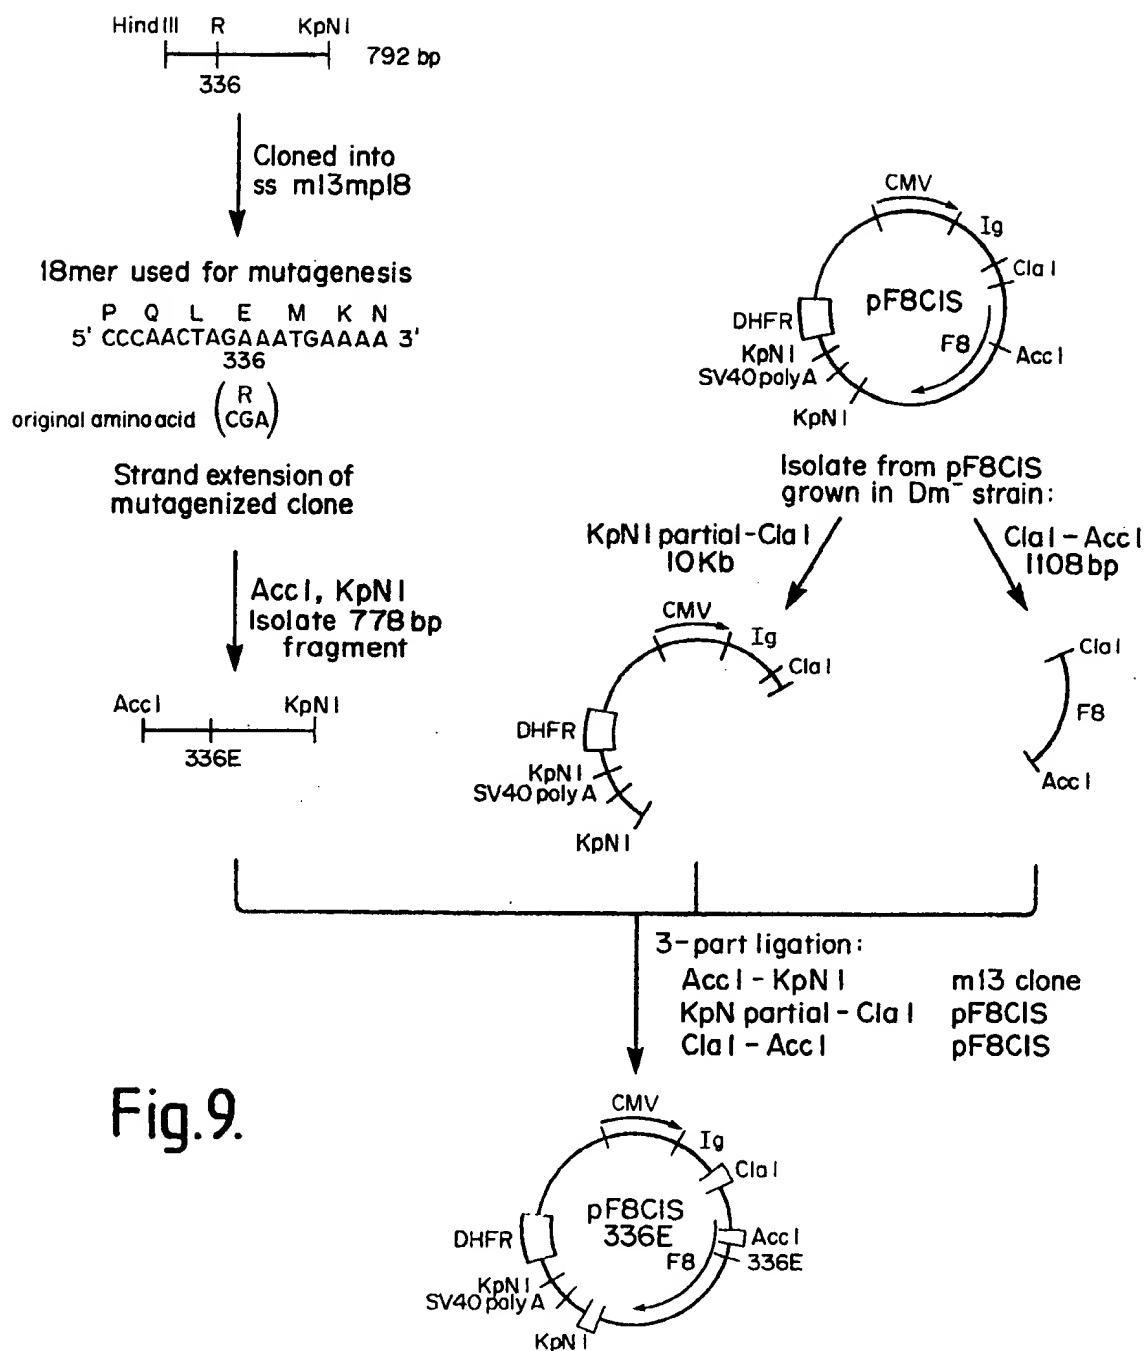 Hind III R KpN I
792 bp
336
Cloned into
ss m13mp18
18mer used for mutagenesis
P Q L E M K N
5' CCCAACTAGAAATGAAAA 3'
336
R
original amino acid (CGA)
Strand extension of
mutagenized clone
Acc I, KpN I
Isolate 778 bp
fragment
Acc I KpN I
336E
CMV
Ig
Cla I
pF8CIS
DHFR
F8
Acc I
KpN I
SV40 poly A
KpN I
Isolate from pF8CIS
grown in Dm⁻ strain:
KpN I partial-Cla I
10Kb
Cla I - Acc I
1108 bp
CMV
Ig
Cla I
DHFR
KpN I
SV40 poly A
KpN I
Cla I
F8
Acc I
3-part ligation:
Acc I - KpN I m13 clone
KpN partial - Cla I pF8CIS
Cla I - Acc I pF8CIS
Fig.9.
CMV
Ig
Cla I
pF8CIS
336E
DHFR
Acc I
F8
336E
KpN I
SV40 poly A
KpN I